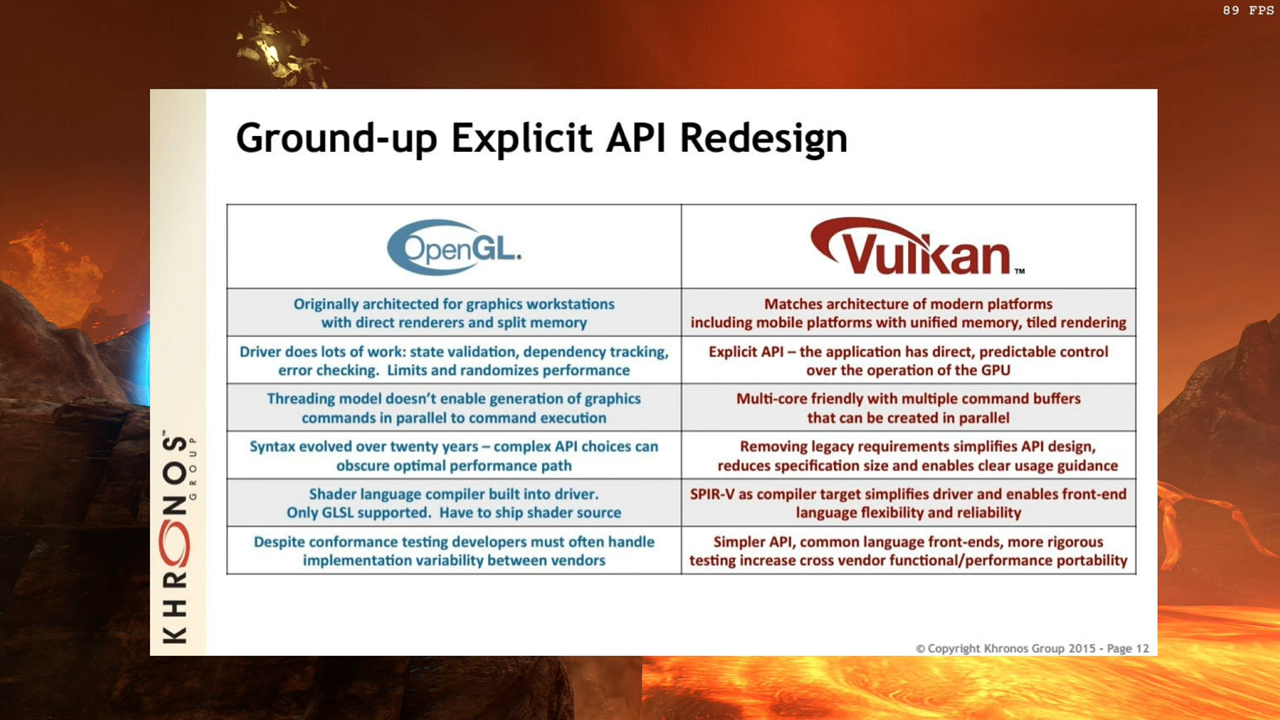 89 FPS
Ground-up Explicit API Redesign
OpenGL.
Vulkan™
Originally architected for graphics workstations
with direct renderers and split memory
Matches architecture of modern platforms
including mobile platforms with unified memory, tiled rendering
Driver does lots of work: state validation, dependency tracking,
error checking. Limits and randomizes performance
Explicit API – the application has direct, predictable control
over the operation of the GPU
Threading model doesn't enable generation of graphics
commands in parallel to command execution
Multi-core friendly with multiple command buffers
that can be created in parallel
Syntax evolved over twenty years – complex API choices can
obscure optimal performance path
Removing legacy requirements simplifies API design,
reduces specification size and enables clear usage guidance
Shader language compiler built into driver.
Only GLSL supported. Have to ship shader source
SPIR-V as compiler target simplifies driver and enables front-end
language flexibility and reliability
Despite conformance testing developers must often handle
implementation variability between vendors
Simpler API, common language front-ends, more rigorous
testing increase cross vendor functional/performance portability
KHRONOS™
GROUP
© Copyright Khronos Group 2015 - Page 12